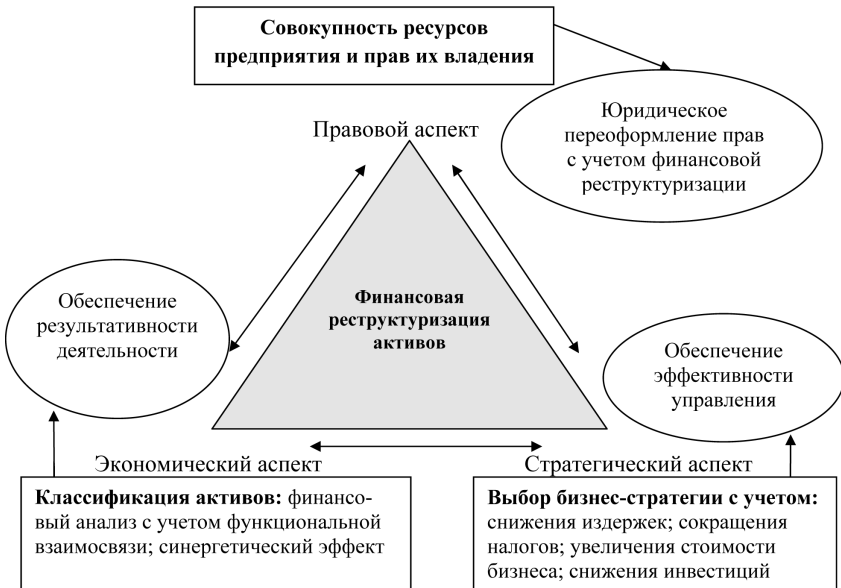 Совокупность ресурсов
предприятия и прав их владения
Юридическое
переоформление прав
с учетом финансовой
реструктуризации
Правовой аспект
Обеспечение
результативности
деятельности
Финансовая
реструктуризация
активов
Обеспечение
эффективности
управления
Экономический аспект
Стратегический аспект
Классификация активов: финансо-
вый анализ с учетом функциональной
взаимосвязи; синергетический эффект
Выбор бизнес-стратегии с учетом:
снижения издержек; сокращения
налогов; увеличения стоимости
бизнеса; снижения инвестиций